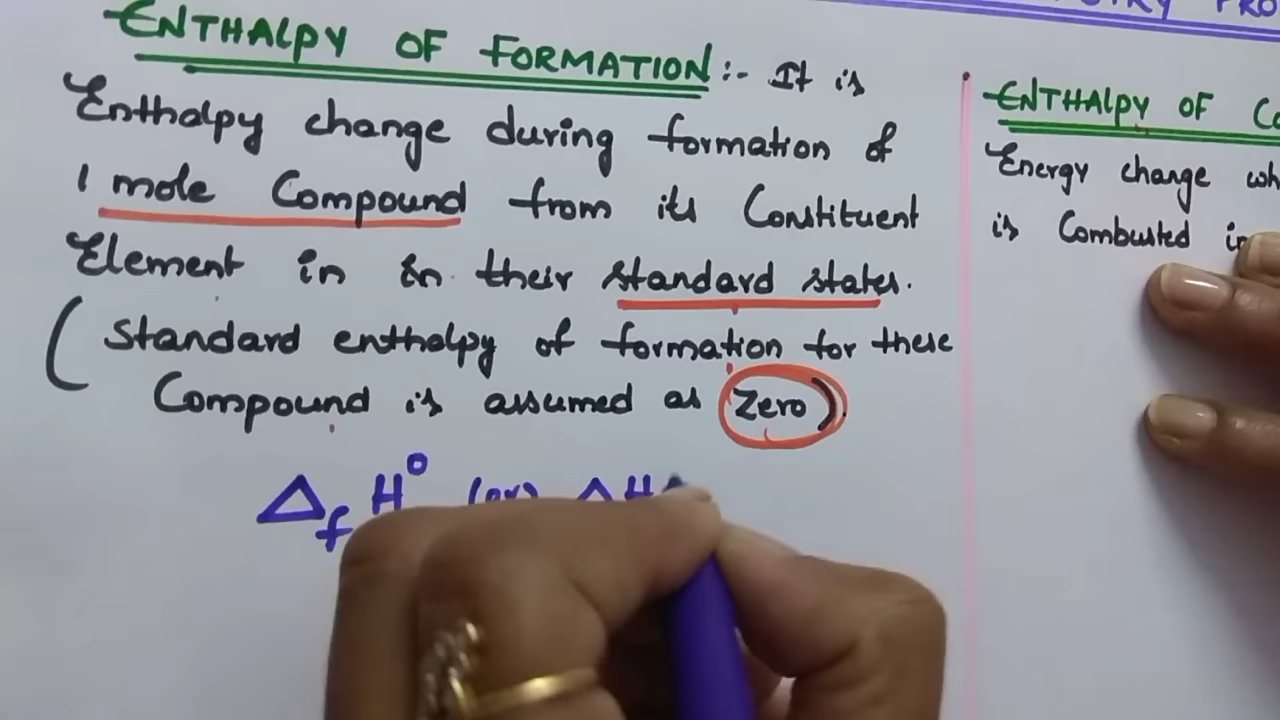 ENTHALPY OF FORMATION :- It is
Enthalpy change during formation of
1 mole Compound from its Constituent
Element in in their standard states.
(Standard enthalpy of formation for these
Compound is assumed as Zero).
Δf H° (or) ΔH
ENTHALPY OF
Energy change
is Combusted